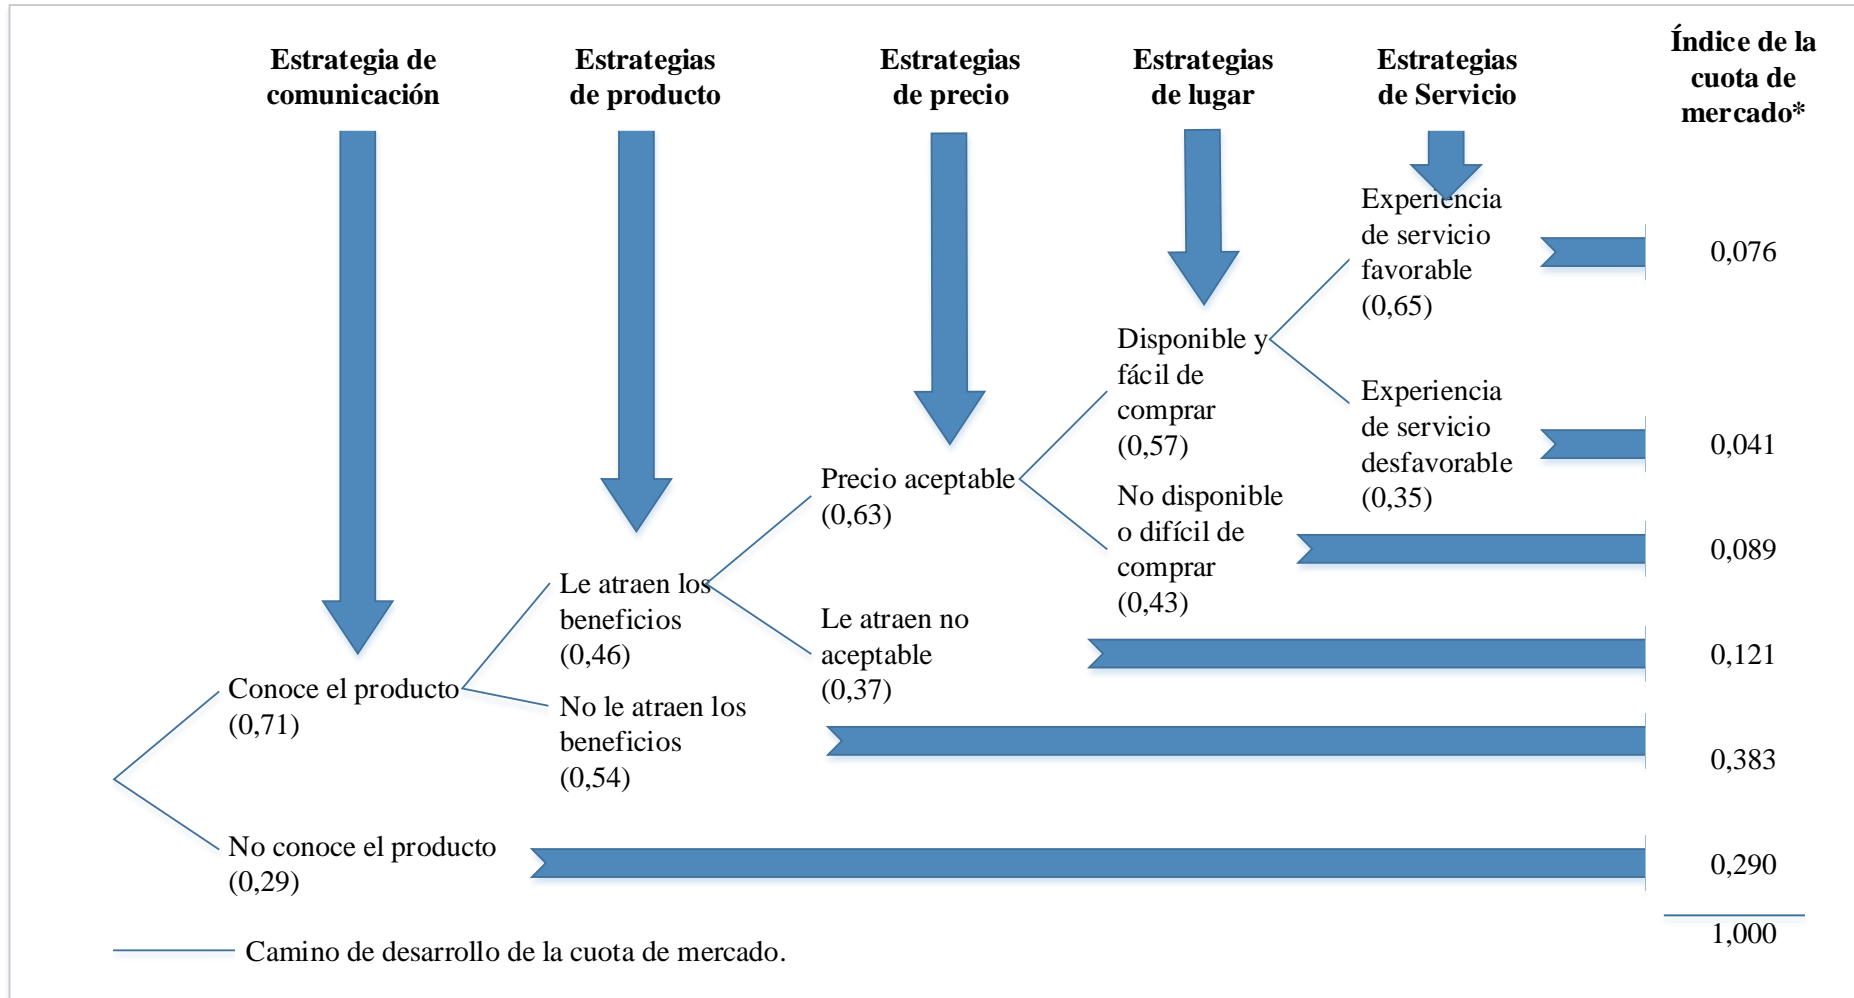 Estrategia de
comunicación
Estrategias
de producto
Estrategias
de precio
Estrategias
de lugar
Estrategias
de Servicio
Índice de la
cuota de
mercado*
Experiencia
de servicio
favorable
(0,65)
0,076
Disponible y
fácil de
comprar
(0,57)
Experiencia
de servicio
desfavorable
(0,35)
0,041
Precio aceptable
(0,63)
No disponible
o difícil de
comprar
(0,43)
0,089
Le atraen los
beneficios
(0,46)
Le atraen no
aceptable
(0,37)
0,121
Conoce el producto
(0,71)
No le atraen los
beneficios
(0,54)
0,383
No conoce el producto
(0,29)
0,290
1,000
Camino de desarrollo de la cuota de mercado.